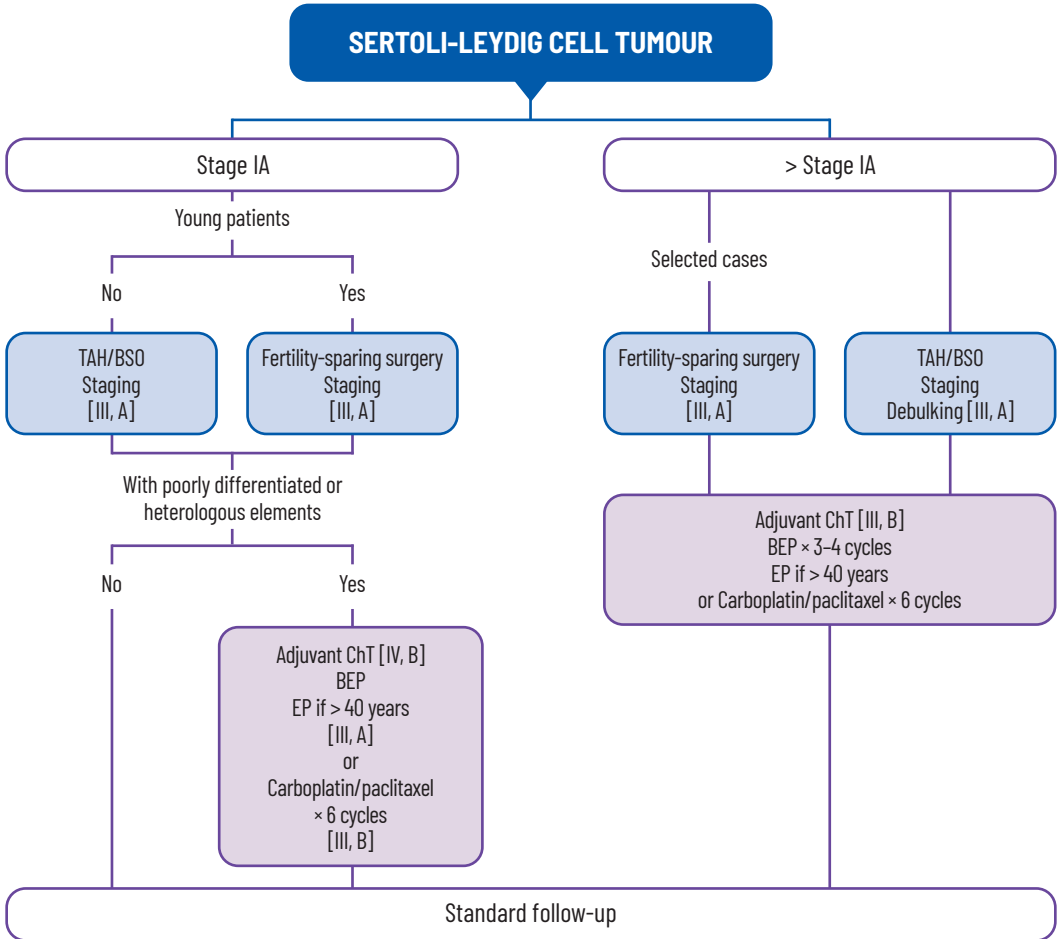 SERTOLI-LEYDIG CELL TUMOUR
Stage IA
> Stage IA
Young patients
Selected cases
No
Yes
TAH/BSO
Staging
[III, A]
Fertility-sparing surgery
Staging
[III, A]
Fertility-sparing surgery
Staging
[III, A]
TAH/BSO
Staging
Debulking [III, A]
With poorly differentiated or
heterologous elements
No
Yes
Adjuvant ChT [III, B]
BEP × 3–4 cycles
EP if > 40 years
or Carboplatin/paclitaxel × 6 cycles
Adjuvant ChT [IV, B]
BEP
EP if > 40 years
[III, A]
or
Carboplatin/paclitaxel
× 6 cycles
[III, B]
Standard follow-up